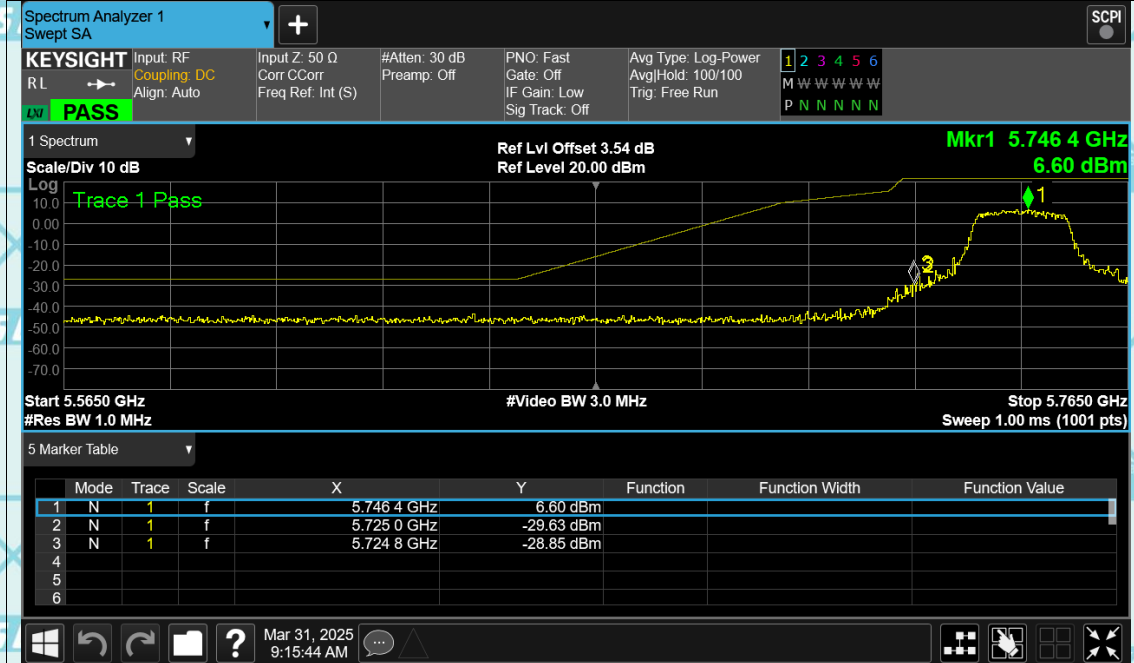 Spectrum Analyzer 1
Swept SA
+
SCPI
KEYSIGHT
RL
LXI
PASS
Input: RF
Coupling: DC
Align: Auto
Input Z: 50 Ω
Corr CCorr
Freq Ref: Int (S)
#Atten: 30 dB
Preamp: Off
PNO: Fast
Gate: Off
IF Gain: Low
Sig Track: Off
Avg Type: Log-Power
Avg|Hold: 100/100
Trig: Free Run
1 2 3 4 5 6
M W W W W W
P N N N N N
1 Spectrum
Scale/Div 10 dB
Ref Lvl Offset 3.54 dB
Ref Level 20.00 dBm
Mkr1 5.746 4 GHz
6.60 dBm
Log
Trace 1 Pass
10.0
0.00
-10.0
-20.0
-30.0
-40.0
-50.0
-60.0
-70.0
1
3
Start 5.5650 GHz
#Video BW 3.0 MHz
Stop 5.7650 GHz
#Res BW 1.0 MHz
Sweep 1.00 ms (1001 pts)
5 Marker Table
Mode Trace Scale X Y Function Function Width Function Value
1 N 1 f 5.746 4 GHz 6.60 dBm
2 N 1 f 5.725 0 GHz -29.63 dBm
3 N 1 f 5.724 8 GHz -28.85 dBm
4
5
6
?
Mar 31, 2025
9:15:44 AM